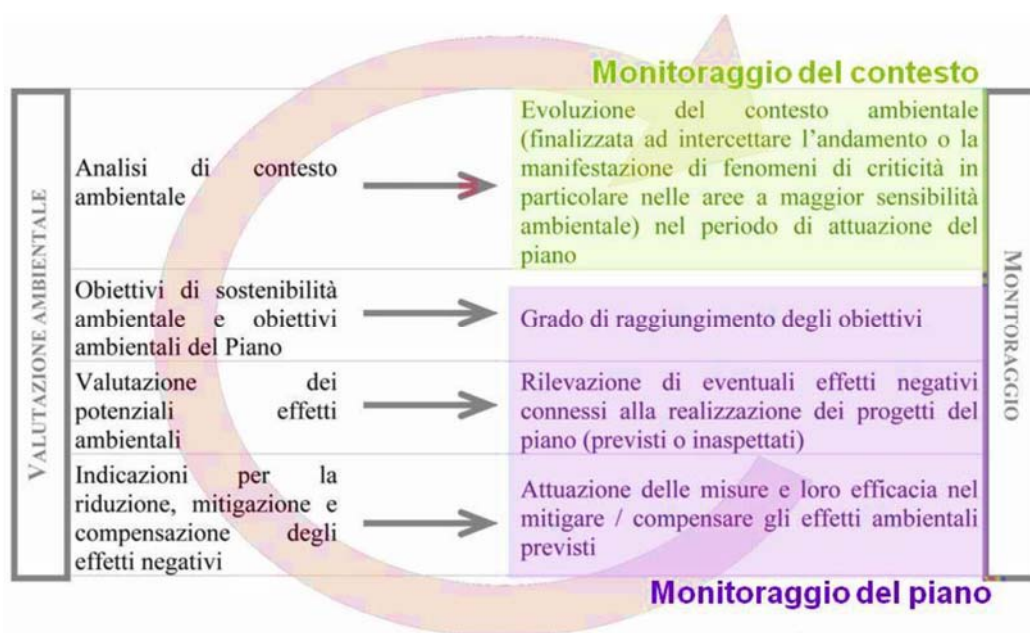 Monitoraggio del contesto
VALUTAZIONE AMBIENTALE
Analisi di contesto
ambientale
Evoluzione del contesto ambientale
(finalizzata ad intercettare l'andamento o la
manifestazione di fenomeni di criticità in
particolare nelle aree a maggior sensibilità
ambientale) nel periodo di attuazione del
piano
Obiettivi di sostenibilità
ambientale e obiettivi
ambientali del Piano
Grado di raggiungimento degli obiettivi
Valutazione dei
potenziali effetti
ambientali
Rilevazione di eventuali effetti negativi
connessi alla realizzazione dei progetti del
piano (previsti o inaspettati)
Indicazioni per la
riduzione, mitigazione e
compensazione degli
effetti negativi
Attuazione delle misure e loro efficacia nel
mitigare / compensare gli effetti ambientali
previsti
MONITORAGGIO
Monitoraggio del piano